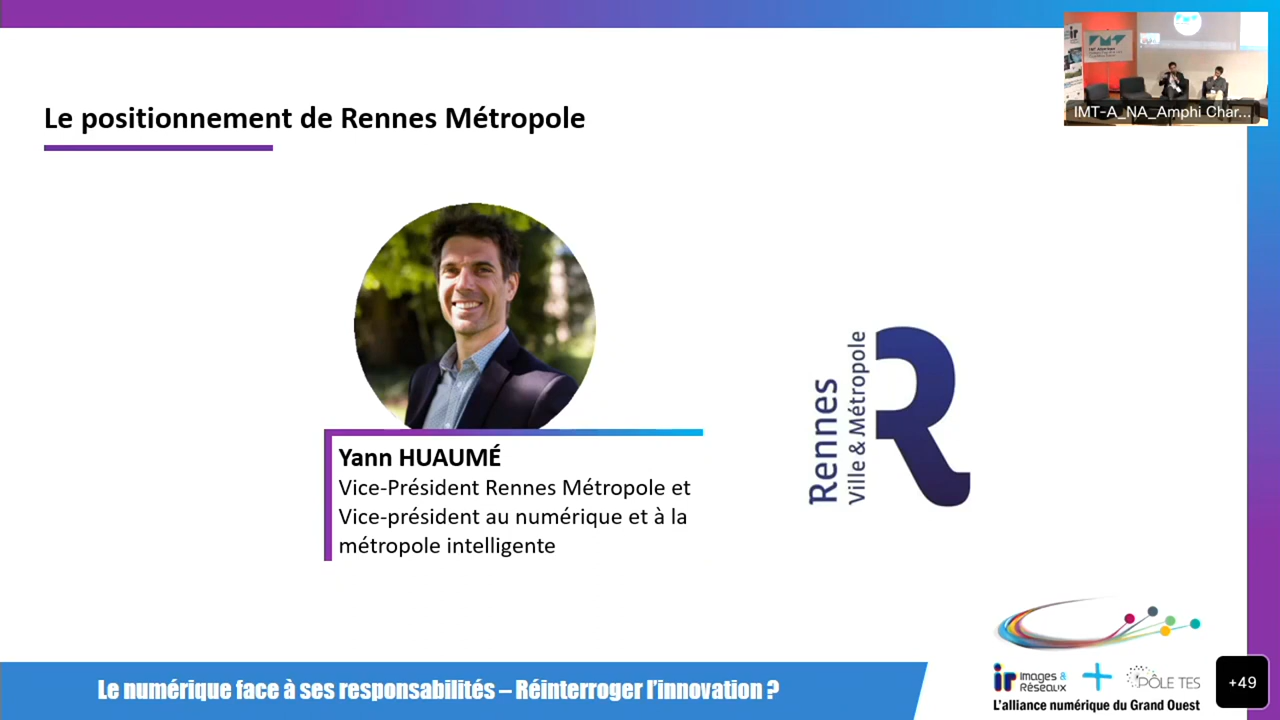 Le positionnement de Rennes Métropole
IMT-A_NA_Amphi Char...
Yann HUAUMÉ
Vice-Président Rennes Métropole et
Vice-président au numérique et à la
métropole intelligente
Rennes
Ville & Métropole
R
Le numérique face à ses responsabilités – Réinterroger l'innovation ?
ir Images & Réseaux + PÔLE TES
L'alliance numérique du Grand Ouest
+49